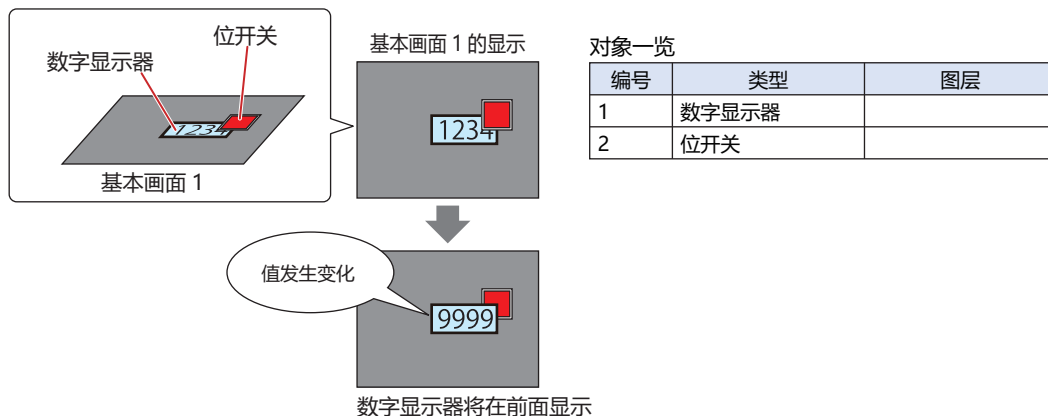 位开关
数字显示器
1234
基本画面 1
基本画面 1 的显示
1234
值发生变化
9999
数字显示器将在前面显示
对象一览
编号 类型 图层
1 数字显示器
2 位开关